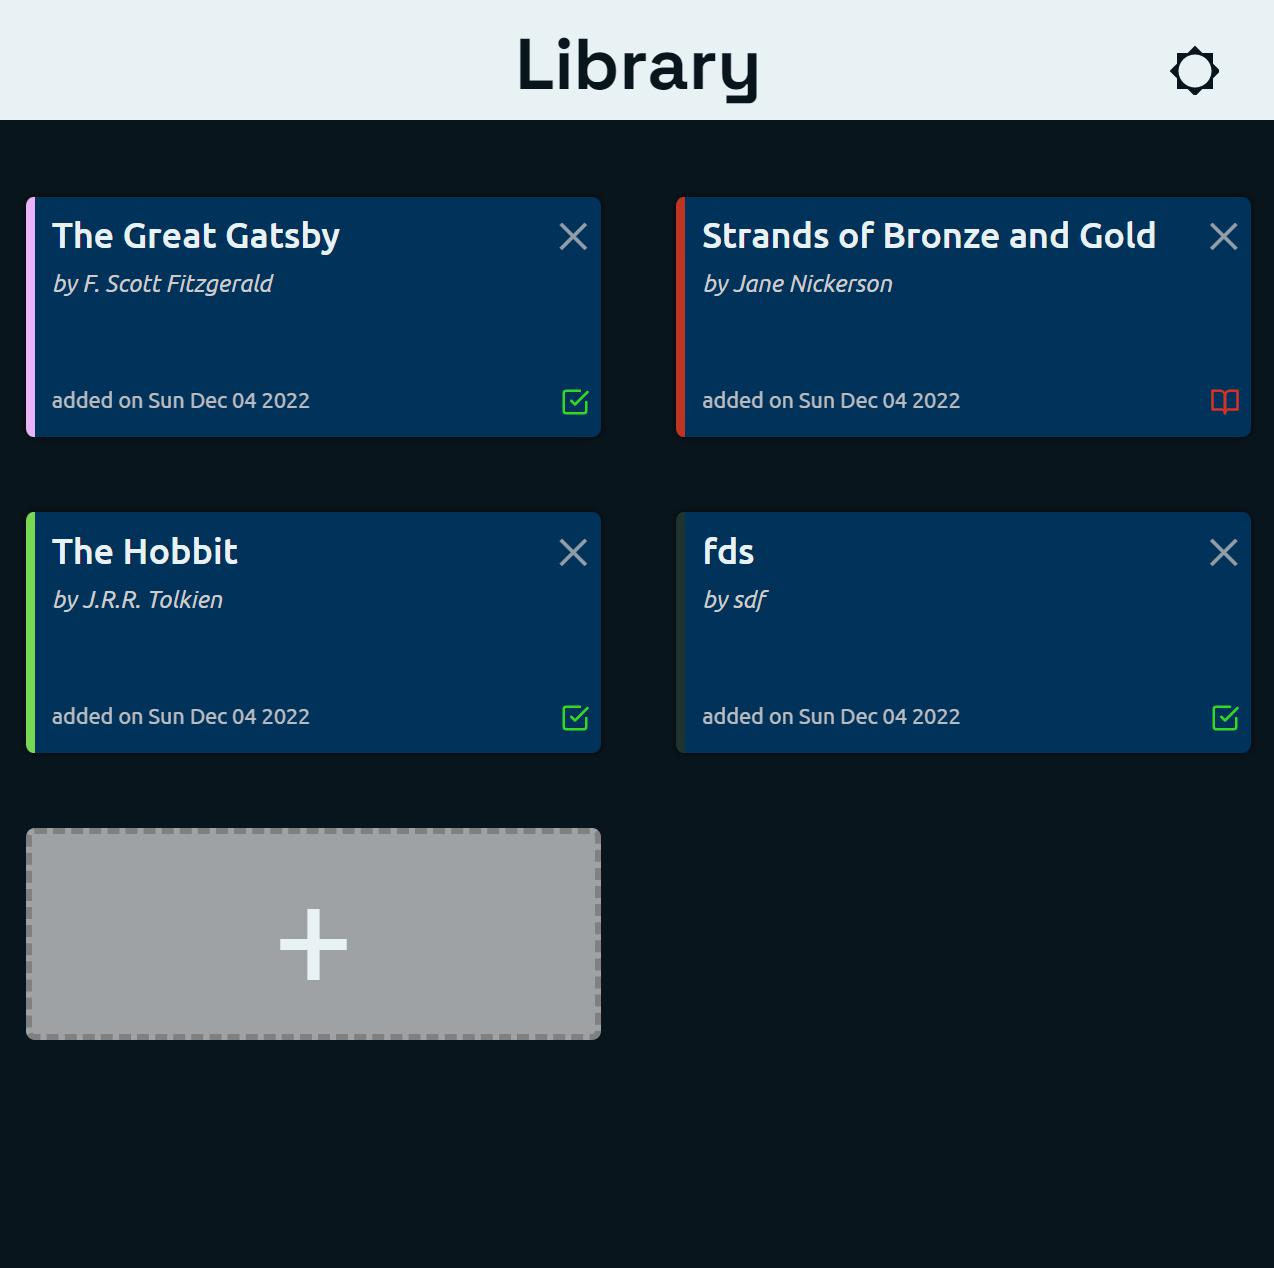 Library
The Great Gatsby
by F. Scott Fitzgerald
added on Sun Dec 04 2022
Strands of Bronze and Gold
by Jane Nickerson
added on Sun Dec 04 2022
The Hobbit
by J.R.R. Tolkien
added on Sun Dec 04 2022
fds
by sdf
added on Sun Dec 04 2022